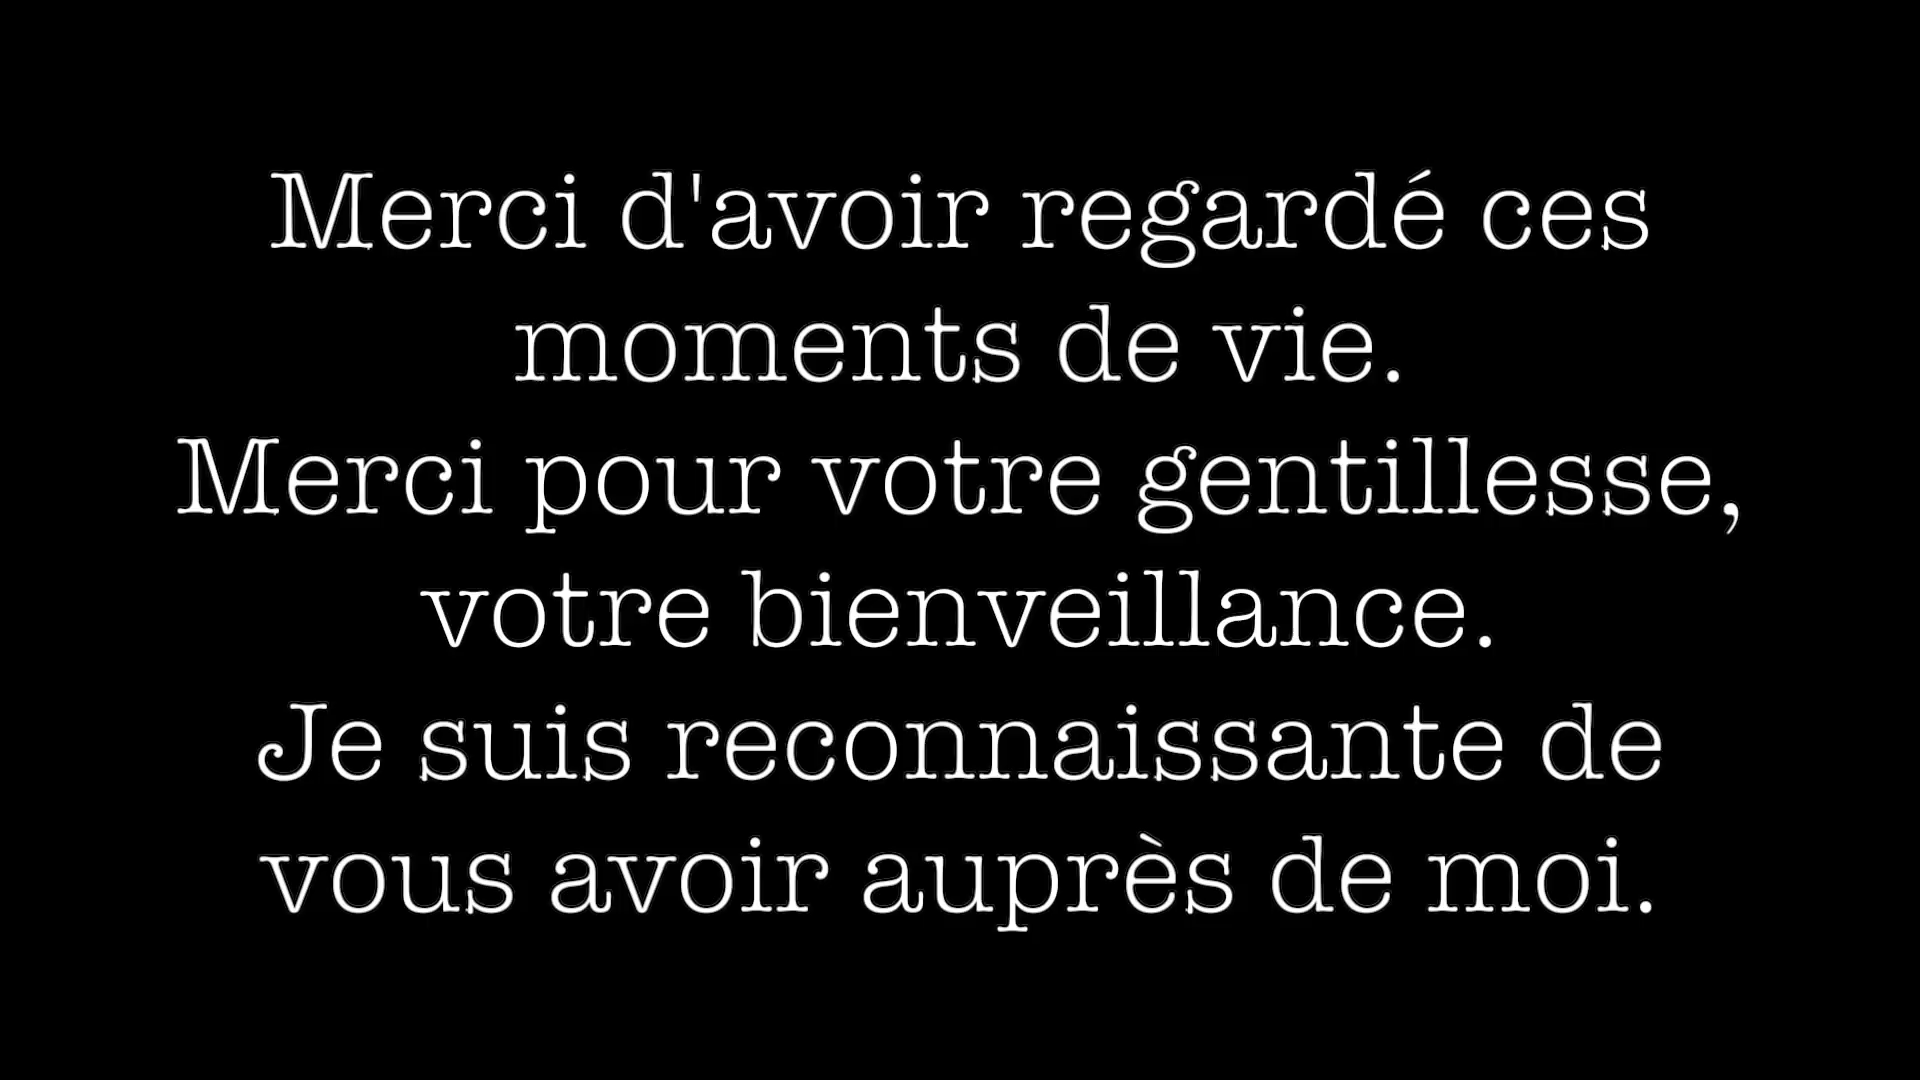 Merci d'avoir regardé ces
moments de vie.
Merci pour votre gentillesse,
votre bienveillance.
Je suis reconnaissante de
vous avoir auprès de moi.